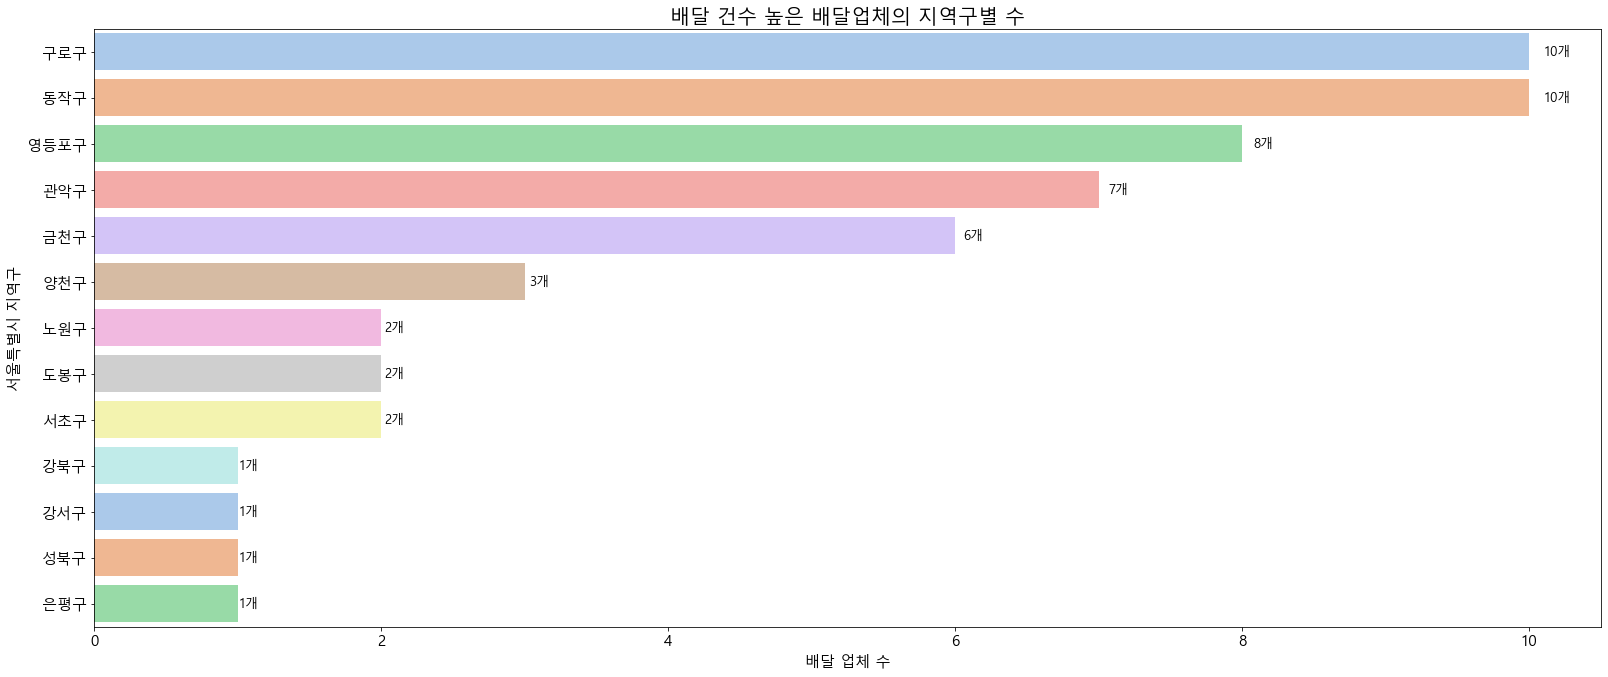 배달 건수 높은 배달업체의 지역구별 수
서울특별시 지역구
구로구 10개
동작구 10개
영등포구 8개
관악구 7개
금천구 6개
양천구 3개
노원구 2개
도봉구 2개
서초구 2개
강북구 1개
강서구 1개
성북구 1개
은평구 1개
0 2 4 6 8 10
배달 업체 수